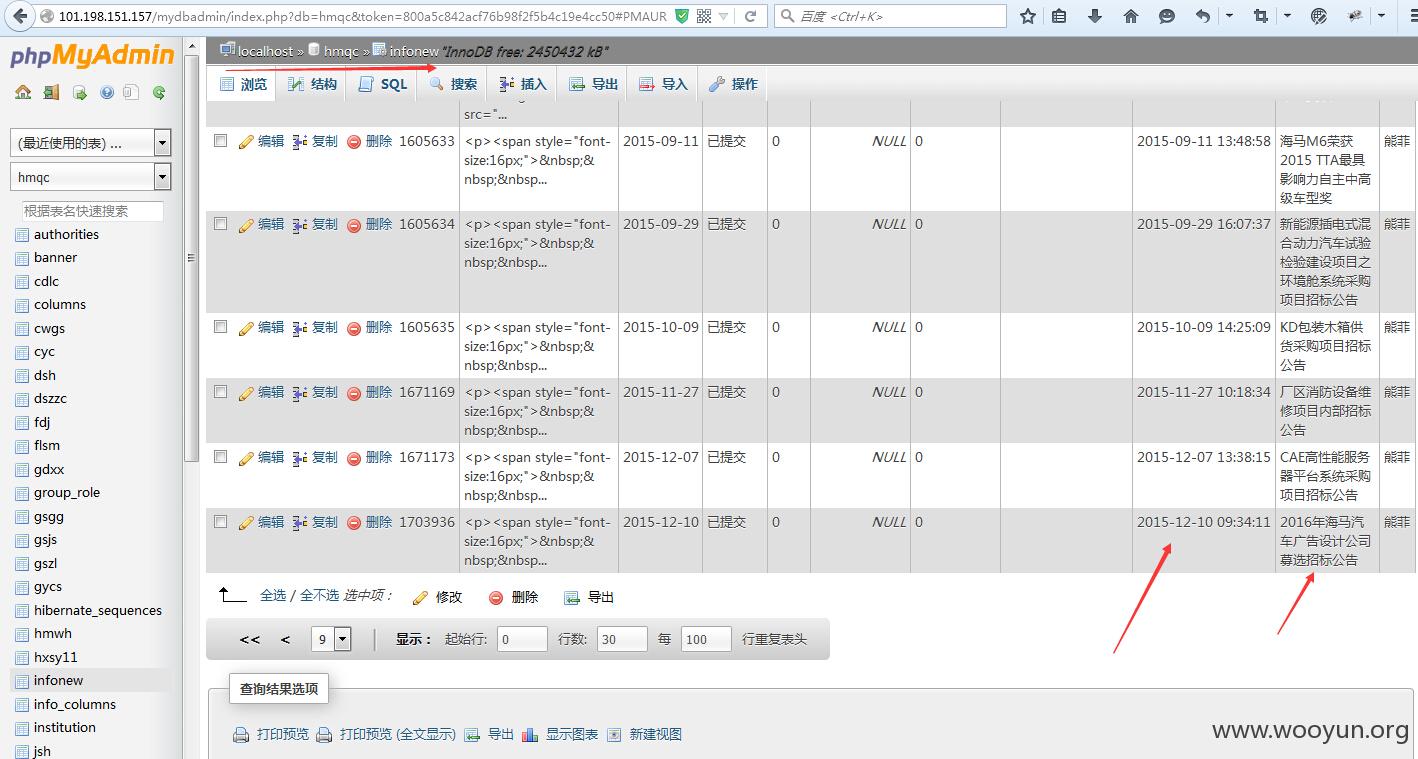 101.198.151.157/mydbadmin/index.php?db=hmqc&token=800a5c842acf76b98f2f5b4c19e4cc50#PMAUR
百度 <Ctrl+K>
phpMyAdmin
(最近使用的表) ...
hmqc
根据表名快速搜索
authorities
banner
cdlc
columns
cwgs
cyc
dsh
dszzc
fdj
flsm
gdxx
group_role
gsgg
gsjs
gszl
gycs
hibernate_sequences
hmwh
hxsy11
infonew
info_columns
institution
jsh
localhost » hmqc » infonew "InnoDB free: 2450432 kB"
浏览 结构 SQL 搜索 插入 导出 导入 操作
src="...
编辑 复制 删除 1605633 <p><span style="font- 2015-09-11 已提交 0 NULL 0 2015-09-11 13:48:58 海马M6荣获 熊菲
size:16px;">&nbsp;& 2015 TTA最具
nbsp;&nbsp... 影响力自主中高
级车型奖
编辑 复制 删除 1605634 <p><span style="font- 2015-09-29 已提交 0 NULL 0 2015-09-29 16:07:37 新能源插电式混 熊菲
size:16px;">&nbsp;& 合动力汽车试验
nbsp;&nbsp... 检验建设项目之
环境舱系统采购
项目招标公告
编辑 复制 删除 1605635 <p><span style="font- 2015-10-09 已提交 0 NULL 0 2015-10-09 14:25:09 KD包装木箱供 熊菲
size:16px;">&nbsp;& 货采购项目招标
nbsp;&nbsp... 公告
编辑 复制 删除 1671169 <p><span style="font- 2015-11-27 已提交 0 NULL 0 2015-11-27 10:18:34 厂区消防设备维 熊菲
size:16px;">&nbsp;& 修项目内部招标
nbsp;&nbsp... 公告
编辑 复制 删除 1671173 <p><span style="font- 2015-12-07 已提交 0 NULL 0 2015-12-07 13:38:15 CAE高性能服务 熊菲
size:16px;">&nbsp;& 器平台系统采购
nbsp;&nbsp... 项目招标公告
编辑 复制 删除 1703936 <p><span style="font- 2015-12-10 已提交 0 NULL 0 2015-12-10 09:34:11 2016年海马汽 熊菲
size:16px;">&nbsp;& 车广告设计公司
nbsp;&nbsp... 募选招标公告
全选 / 全不选 选中项： 修改 删除 导出
<< < 9 显示： 起始行: 0 行数: 30 每 100 行重复表头
查询结果选项
打印预览 打印预览 (全文显示) 导出 显示图表 新建视图
www.wooyun.org